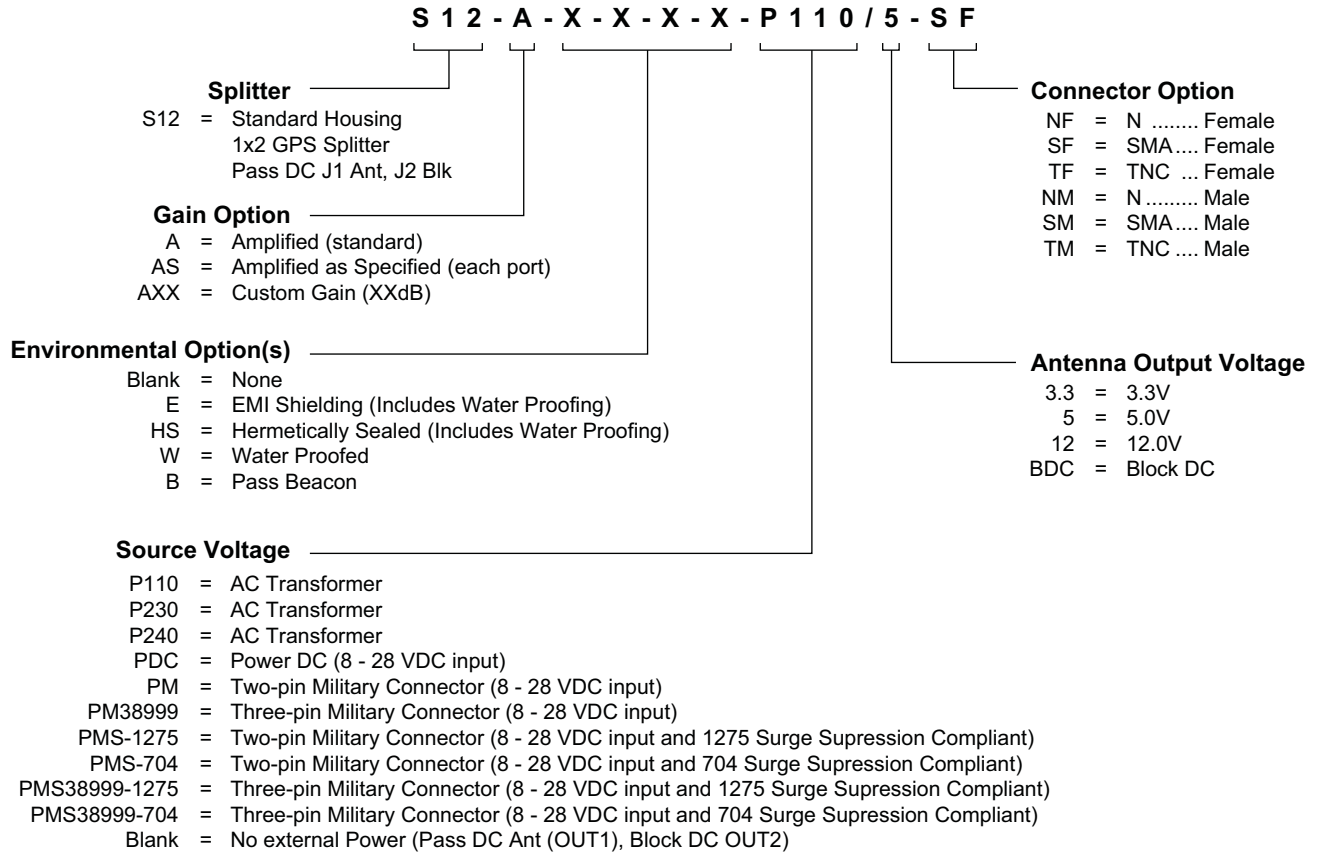 S12-A-X-X-X-X-P110/5-SF
Splitter
S12 = Standard Housing
1x2 GPS Splitter
Pass DC J1 Ant, J2 Blk
Gain Option
A = Amplified (standard)
AS = Amplified as Specified (each port)
AXX = Custom Gain (XXdB)
Environmental Option(s)
Blank = None
E = EMI Shielding (Includes Water Proofing)
HS = Hermetically Sealed (Includes Water Proofing)
W = Water Proofed
B = Pass Beacon
Source Voltage
P110 = AC Transformer
P230 = AC Transformer
P240 = AC Transformer
PDC = Power DC (8 - 28 VDC input)
PM = Two-pin Military Connector (8 - 28 VDC input)
PM38999 = Three-pin Military Connector (8 - 28 VDC input)
PMS-1275 = Two-pin Military Connector (8 - 28 VDC input and 1275 Surge Supression Compliant)
PMS-704 = Two-pin Military Connector (8 - 28 VDC input and 704 Surge Supression Compliant)
PMS38999-1275 = Three-pin Military Connector (8 - 28 VDC input and 1275 Surge Supression Compliant)
PMS38999-704 = Three-pin Military Connector (8 - 28 VDC input and 704 Surge Supression Compliant)
Blank = No external Power (Pass DC Ant (OUT1), Block DC OUT2)
Connector Option
NF = N ........ Female
SF = SMA.... Female
TF = TNC ... Female
NM = N ......... Male
SM = SMA.... Male
TM = TNC .... Male
Antenna Output Voltage
3.3 = 3.3V
5 = 5.0V
12 = 12.0V
BDC = Block DC